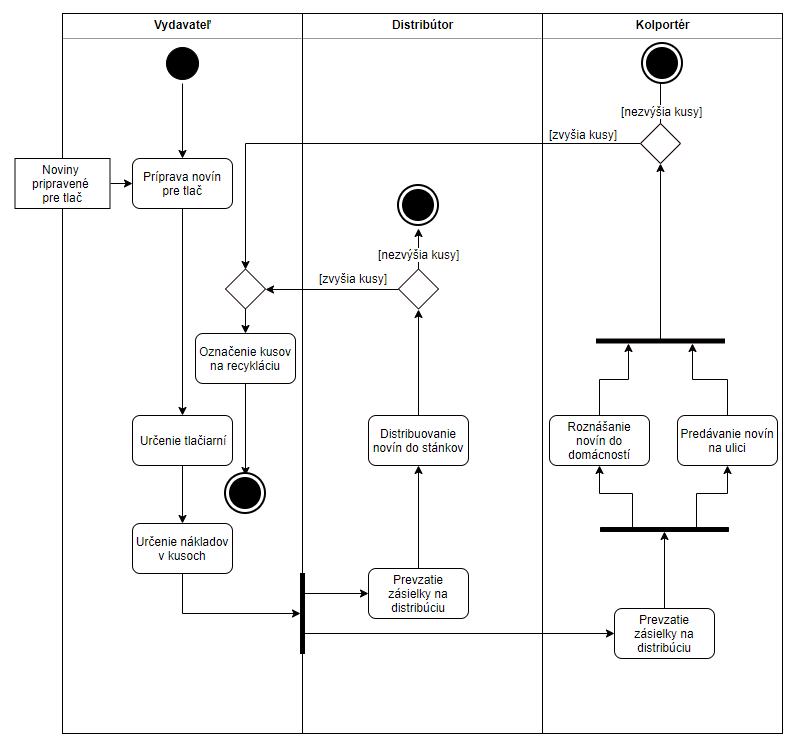 Vydavateľ
Distribútor
Kolportér
[nezvýšia kusy]
[zvyšia kusy]
Noviny
pripravené
pre tlač
Príprava novín
pre tlač
[nezvýšia kusy]
[zvyšia kusy]
Označenie kusov
na recykláciu
Určenie tlačiarní
Distribuovanie
novín do stánkov
Roznášanie
novín do
domácností
Predávanie novín
na ulici
Určenie nákladov
v kusoch
Prevzatie
zásielky na
distribúciu
Prevzatie
zásielky na
distribúciu